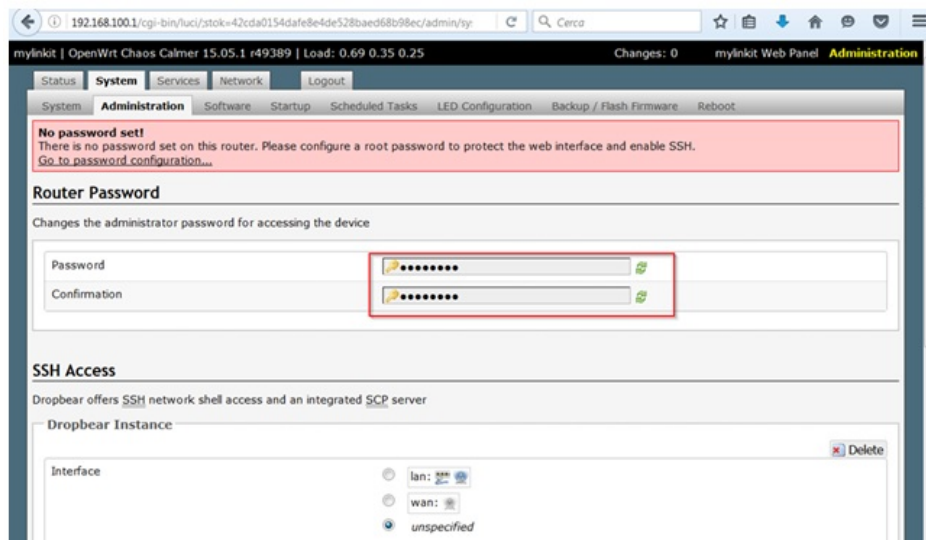 192.168.100.1/cgi-bin/luci/;stok=42cda0154dafe8e4de528baed68b98ec/admin/sy:
Cerca
mylinkit | OpenWrt Chaos Calmer 15.05.1 r49389 | Load: 0.69 0.35 0.25
Changes: 0
mylinkit Web Panel
Administration
Status
System
Services
Network
Logout
System
Administration
Software
Startup
Scheduled Tasks
LED Configuration
Backup / Flash Firmware
Reboot
No password set!
There is no password set on this router. Please configure a root password to protect the web interface and enable SSH.
Go to password configuration...
Router Password
Changes the administrator password for accessing the device
Password
••••••••
Confirmation
••••••••
SSH Access
Dropbear offers SSH network shell access and an integrated SCP server
Dropbear Instance
Delete
Interface
lan:
wan:
unspecified